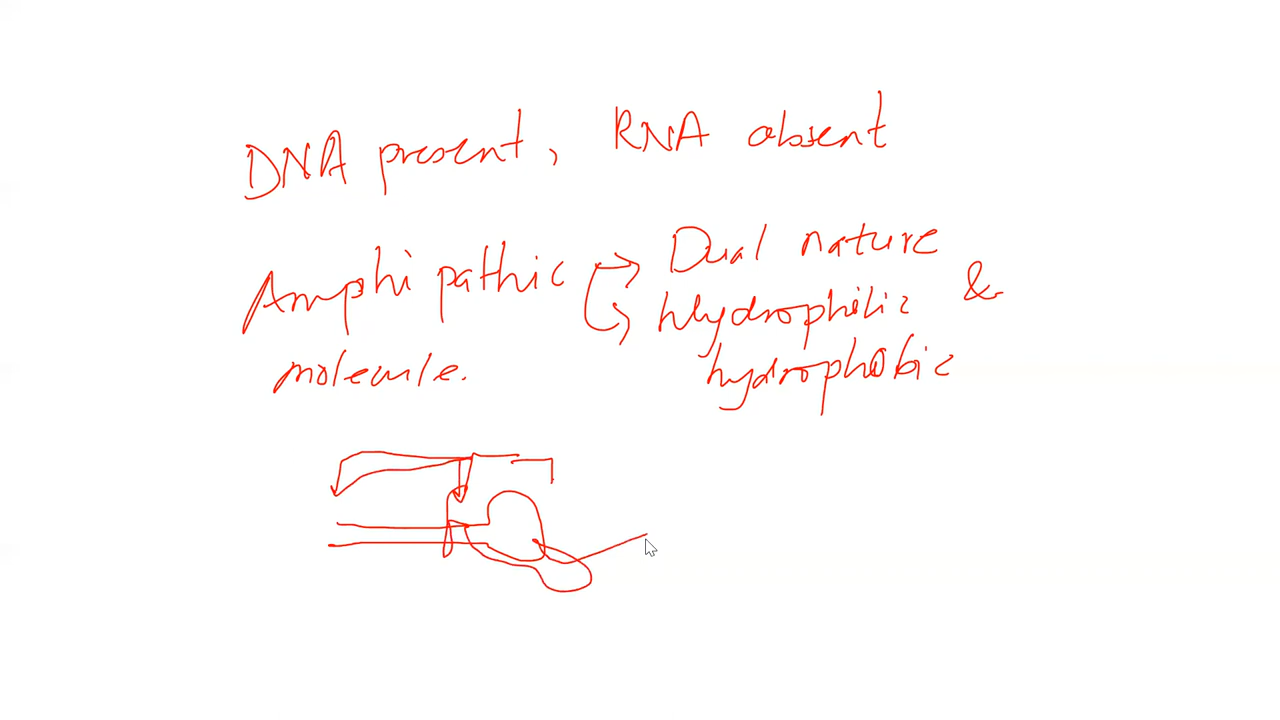 DNA present, RNA absent
Amphipathic → Dual nature
hydrophilic &
molecule. hydrophobic